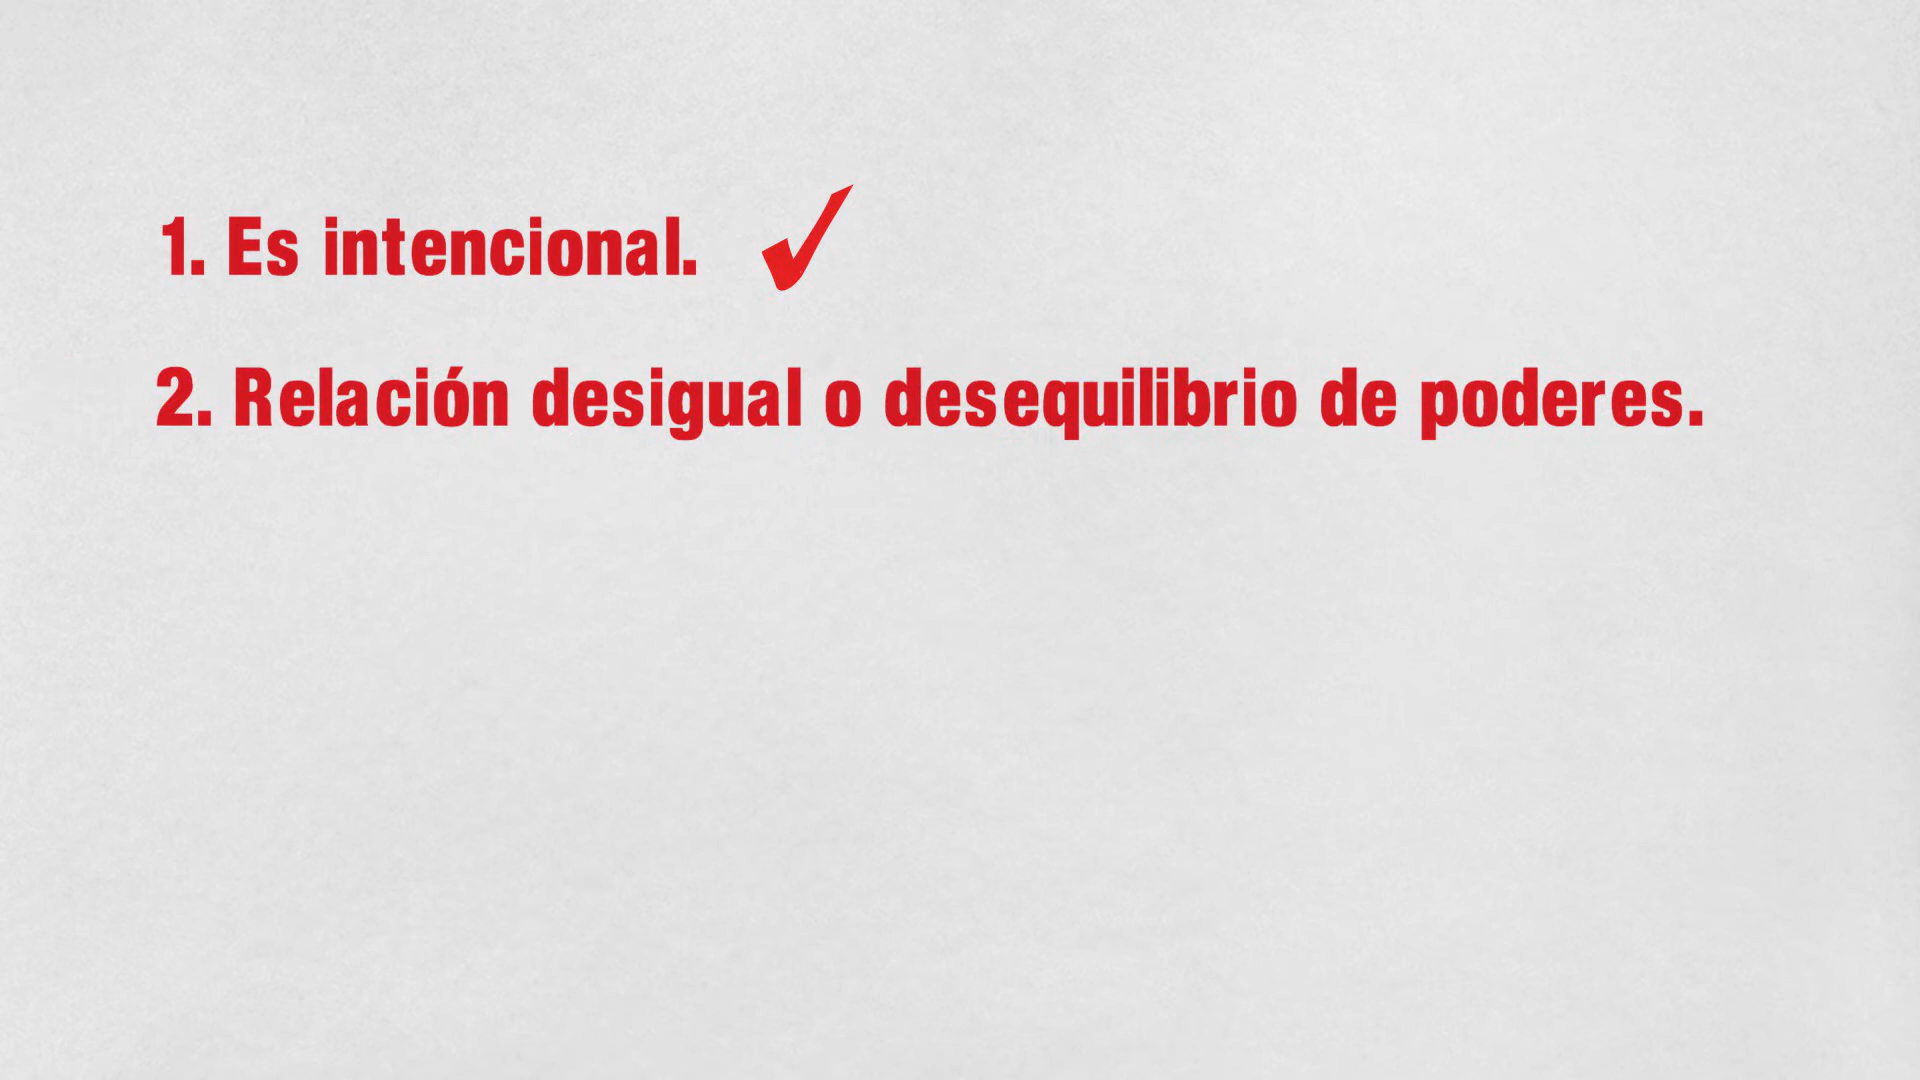 1. Es intencional.
2. Relación desigual o desequilibrio de poderes.